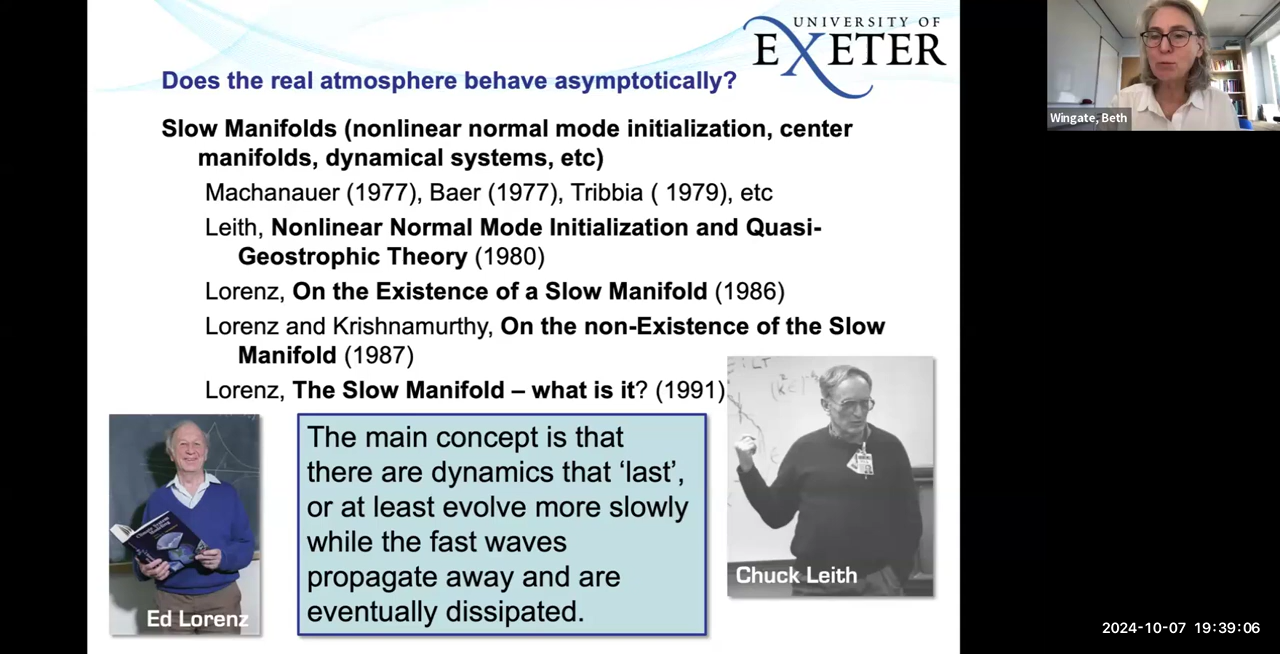 UNIVERSITY OF
EXETER
Does the real atmosphere behave asymptotically?
Slow Manifolds (nonlinear normal mode initialization, center
manifolds, dynamical systems, etc)
Machanauer (1977), Baer (1977), Tribbia ( 1979), etc
Leith, Nonlinear Normal Mode Initialization and Quasi-
Geostrophic Theory (1980)
Lorenz, On the Existence of a Slow Manifold (1986)
Lorenz and Krishnamurthy, On the non-Existence of the Slow
Manifold (1987)
Lorenz, The Slow Manifold – what is it? (1991)
The main concept is that
there are dynamics that ‘last’,
or at least evolve more slowly
while the fast waves
propagate away and are
eventually dissipated.
Ed Lorenz
Chuck Leith
Wingate, Beth
2024-10-07 19:39:06